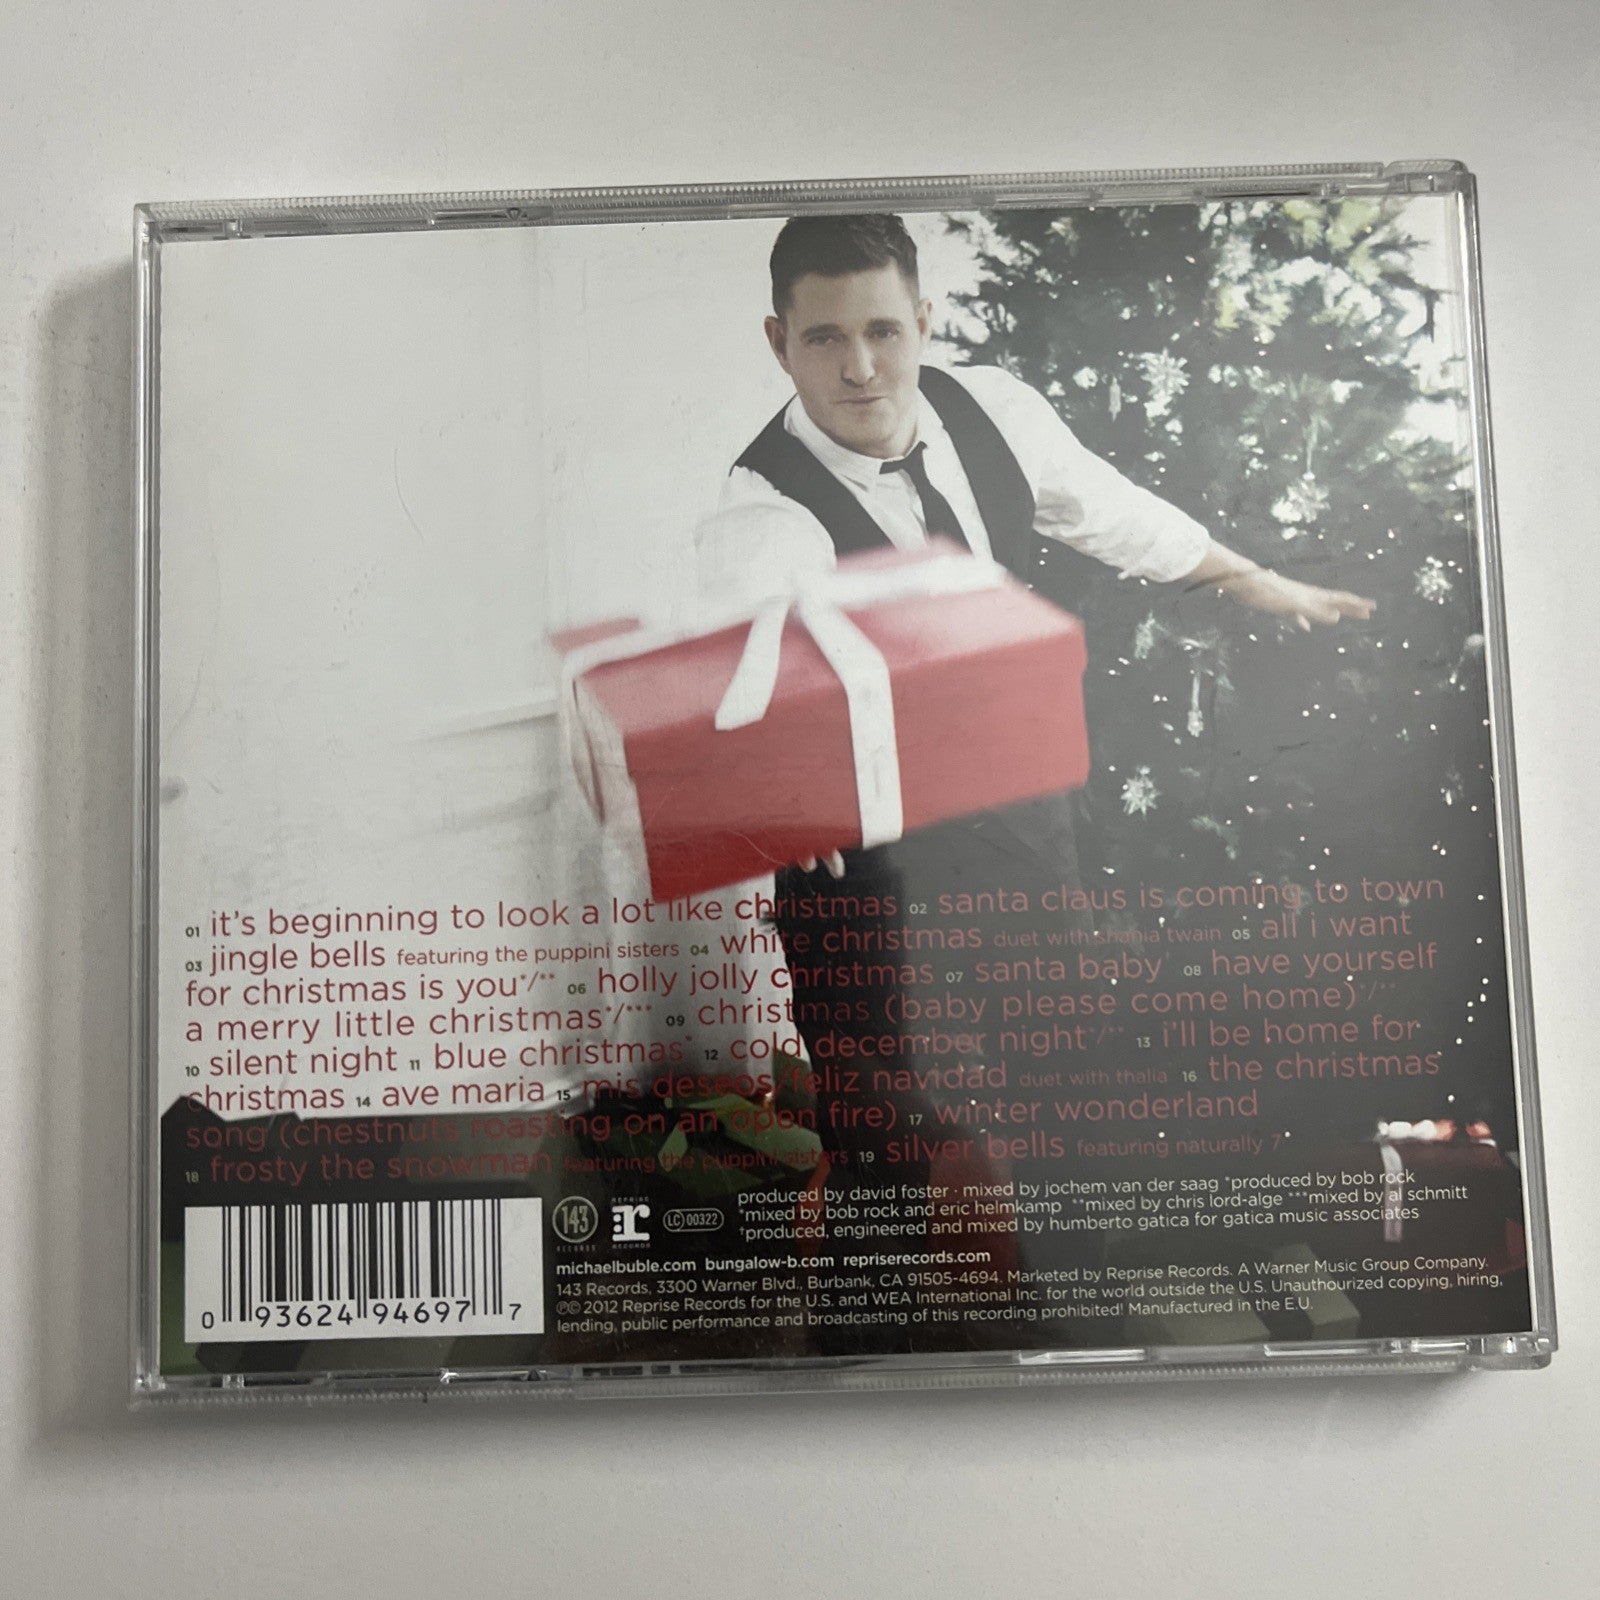 01 it's beginning to look a lot like christmas 02 santa claus is coming to town
03 jingle bells featuring the puppini sisters 04 white christmas duet with shania twain 05 all i want
for christmas is you*/** 06 holly jolly christmas 07 santa baby 08 have yourself
a merry little christmas*/*** 09 christmas (baby please come home)*/**
10 silent night 11 blue christmas* 12 cold december night*/** 13 i'll be home for
christmas 14 ave maria 15 mis deseos/feliz navidad duet with thalia† 16 the christmas
song (chestnuts roasting on an open fire) 17 winter wonderland
18 frosty the snowman featuring the puppini sisters 19 silver bells featuring naturally 7*
produced by david foster · mixed by jochem van der saag *produced by bob rock
*mixed by bob rock and eric helmkamp **mixed by chris lord-alge ***mixed by al schmitt
†produced, engineered and mixed by humberto gatica for gatica music associates
143
RECORDS
REPRISE
r
RECORDS
LC 00322
michaelbuble.com bungalow-b.com repriserecords.com
143 Records, 3300 Warner Blvd., Burbank, CA 91505-4694. Marketed by Reprise Records. A Warner Music Group Company.
℗© 2012 Reprise Records for the U.S. and WEA International Inc. for the world outside the U.S. Unauthourized copying, hiring,
lending, public performance and broadcasting of this recording prohibited! Manufactured in the E.U.
0 93624 94697 7